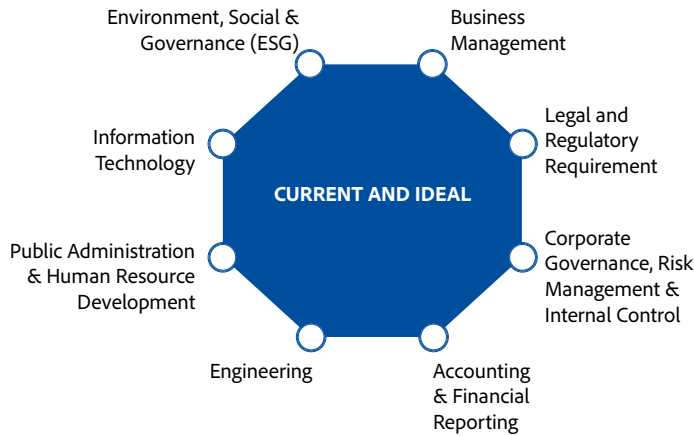 Environment, Social &
Governance (ESG)
Business
Management
Legal and
Regulatory
Requirement
Information
Technology
CURRENT AND IDEAL
Public Administration
& Human Resource
Development
Corporate
Governance, Risk
Management &
Internal Control
Engineering
Accounting
& Financial
Reporting